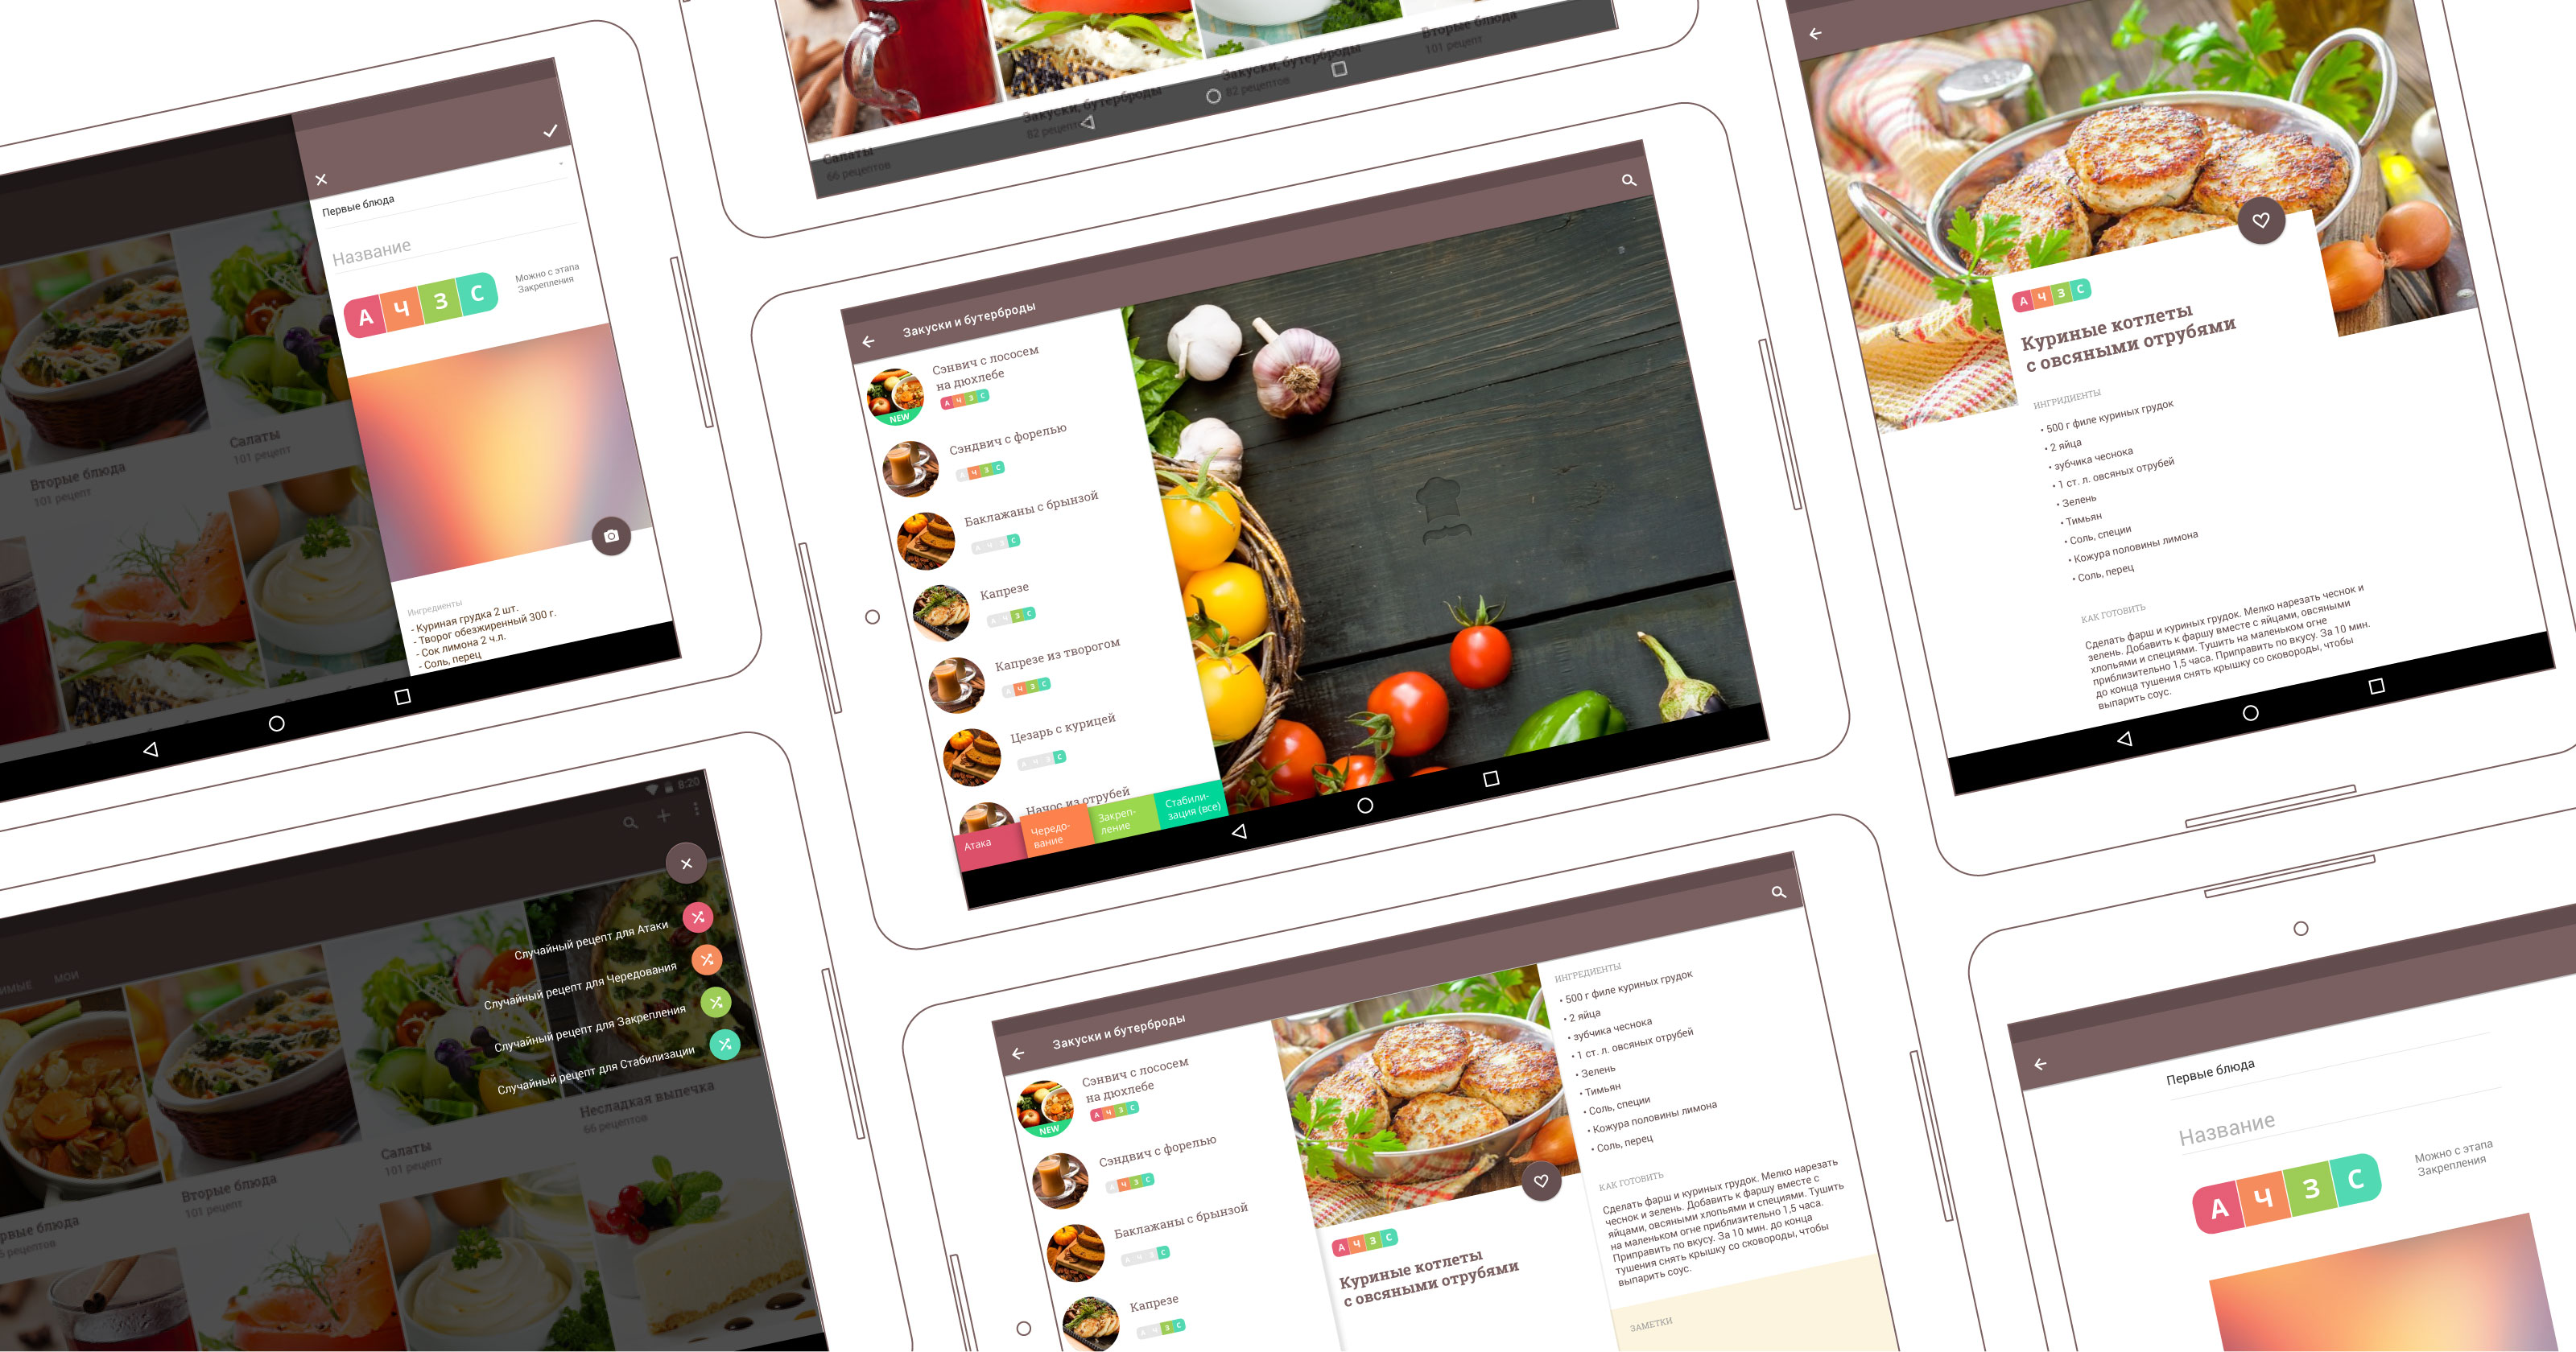 Первые блюда
Название
А Ч З С
Можно с этапа
Закрепления
Салаты
101 рецепт
Вторые блюда
101 рецепт
Ингредиенты
- Куриная грудка 2 шт.
- Творог обезжиренный 300 г.
- Сок лимона 2 ч.л.
- Соль, перец
Салаты
66 рецептов
Закуски, бутерброды
82 рецепт
Закуски, бутерброды
82 рецептов
Вторые блюда
101 рецепт
Закуски и бутерброды
Сэнвич с лососем
на дюхлебе
А Ч З С
NEW
Сэндвич с форелью
А Ч З С
Баклажаны с брынзой
А Ч З С
Капрезе
А Ч З С
Капрезе из творогом
А Ч З С
Цезарь с курицей
А Ч З С
Начос из отрубей
Атака
Чередо-
вание
Закреп-
ление
Стабили-
зация (все)
А Ч З С
Куриные котлеты
с овсяными отрубями
ИНГРИДИЕНТЫ
• 500 г филе куриных грудок
• 2 яйца
• зубчика чеснока
• 1 ст. л. овсяных отрубей
• Зелень
• Тимьян
• Соль, специи
• Кожура половины лимона
• Соль, перец
КАК ГОТОВИТЬ
Сделать фарш и куриных грудок. Мелко нарезать чеснок и
зелень. Добавить к фаршу вместе с яйцами, овсяными
хлопьями и специями. Тушить на маленьком огне
приблизительно 1,5 часа. Приправить по вкусу. За 10 мин.
до конца тушения снять крышку со сковороды, чтобы
выпарить соус.
8:20
МОИ
Случайный рецепт для Атаки
Случайный рецепт для Чередования
Случайный рецепт для Закрепления
Случайный рецепт для Стабилизации
Несладкая выпечка
66 рецептов
Салаты
101 рецепт
Вторые блюда
101 рецепт
блюда
рецептов
Закуски и бутерброды
Сэнвич с лососем
на дюхлебе
А Ч З С
NEW
Сэндвич с форелью
А Ч З С
Баклажаны с брынзой
А Ч З С
Капрезе
А Ч З С
А Ч З С
Куриные котлеты
с овсяными отрубями
ИНГРЕДИЕНТЫ
• 500 г филе куриных грудок
• 2 яйца
• зубчика чеснока
• 1 ст. л. овсяных отрубей
• Зелень
• Тимьян
• Соль, специи
• Кожура половины лимона
• Соль, перец
КАК ГОТОВИТЬ
Сделать фарш и куриных грудок. Мелко нарезать
чеснок и зелень. Добавить к фаршу вместе с
яйцами, овсяными хлопьями и специями. Тушить
на маленьком огне приблизительно 1,5 часа.
Приправить по вкусу. За 10 мин. до конца
тушения снять крышку со сковороды, чтобы
выпарить соус.
ЗАМЕТКИ
Первые блюда
Название
А Ч З С
Можно с этапа
Закрепления